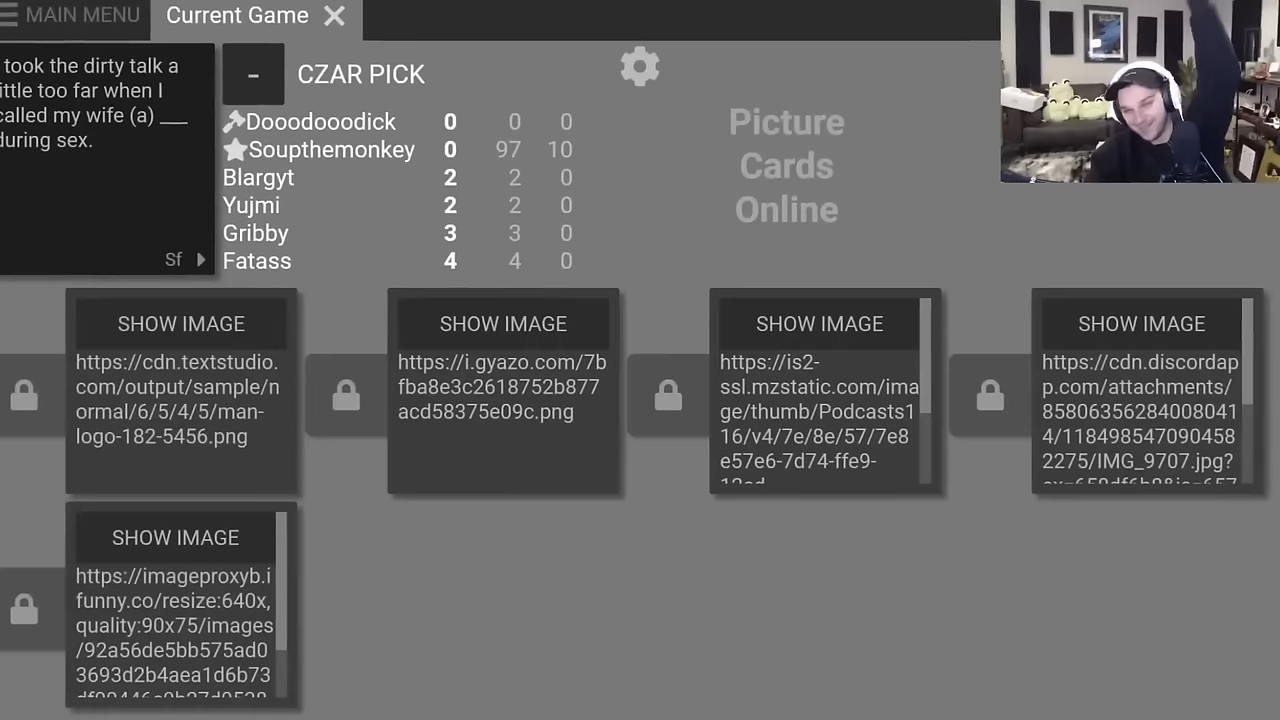 MAIN MENU
Current Game
took the dirty talk a
ittle too far when I
called my wife (a) ___
during sex.
Sf
-
CZAR PICK
Dooodooodick 0 0 0
Soupthemonkey 0 97 10
Blargyt 2 2 0
Yujmi 2 2 0
Gribby 3 3 0
Fatass 4 4 0
Picture
Cards
Online
SHOW IMAGE
https://cdn.textstudio.
com/output/sample/n
ormal/6/5/4/5/man-
logo-182-5456.png
SHOW IMAGE
https://i.gyazo.com/7b
fba8e3c2618752b877
acd58375e09c.png
SHOW IMAGE
https://is2-
ssl.mzstatic.com/ima
ge/thumb/Podcasts1
16/v4/7e/8e/57/7e8
e57e6-7d74-ffe9-
SHOW IMAGE
https://cdn.discordap
p.com/attachments/
85806356284008041
4/118498547090458
2275/IMG_9707.jpg?
SHOW IMAGE
https://imageproxyb.i
funny.co/resize:640x,
quality:90x75/images
/92a56de5bb575ad0
3693d2b4aea1d6b73